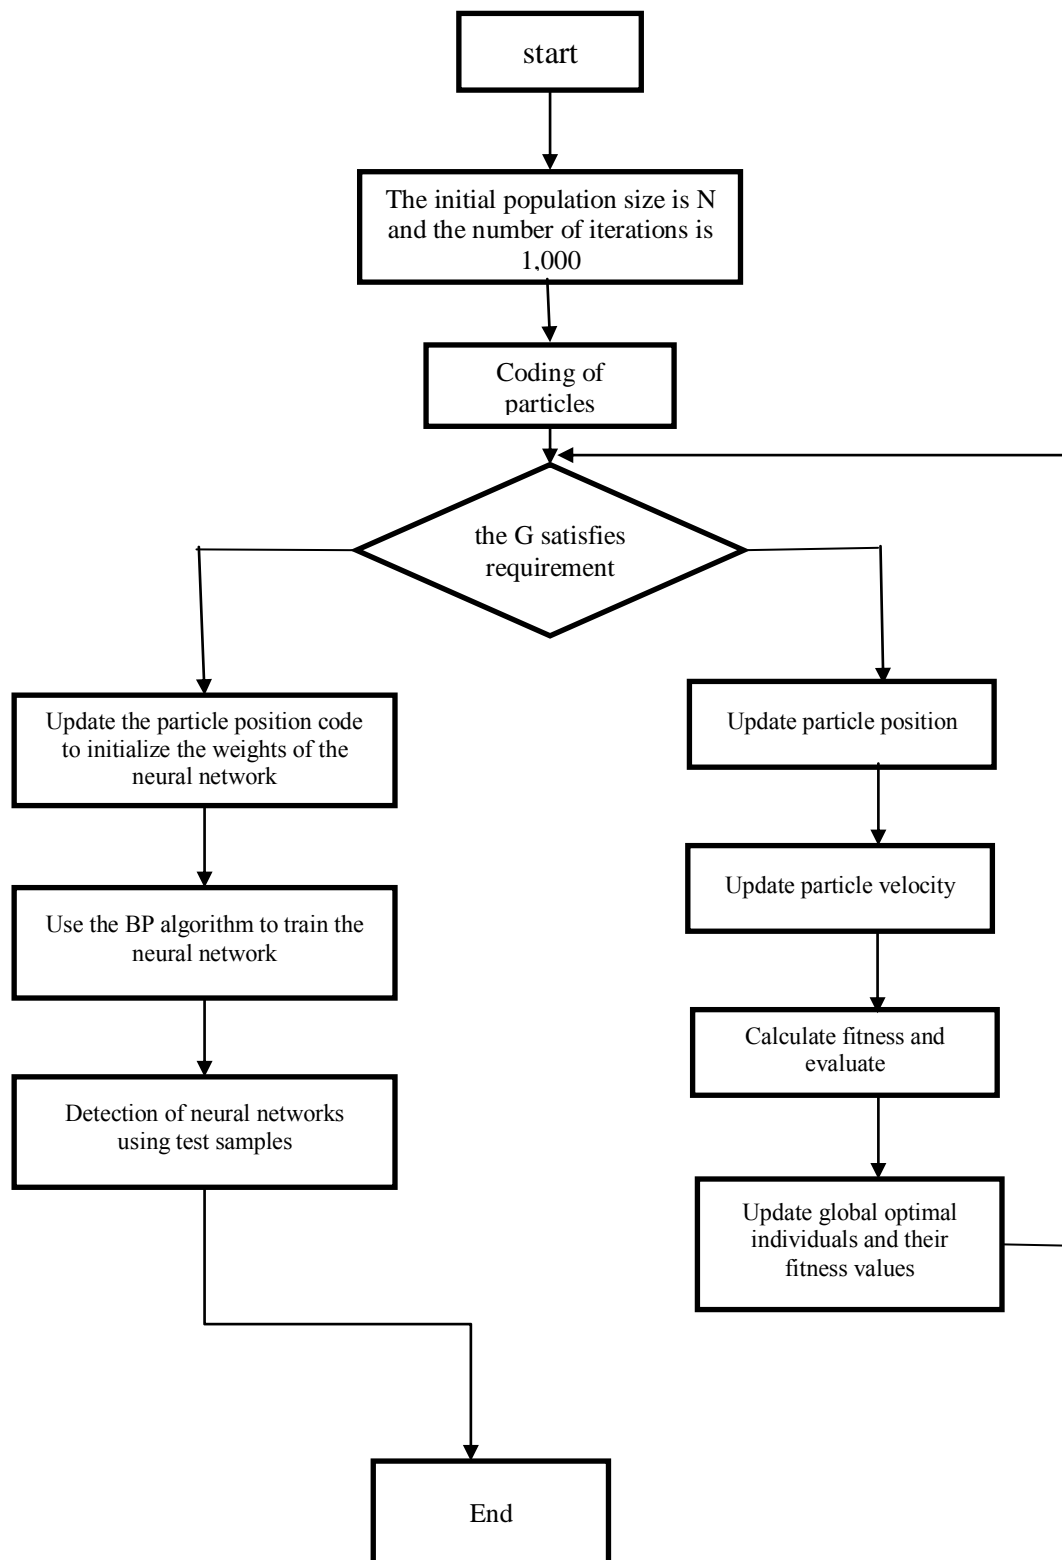 start
The initial population size is N
and the number of iterations is
1,000
Coding of
particles
the G satisfies
requirement
Update the particle position code
to initialize the weights of the
neural network
Use the BP algorithm to train the
neural network
Detection of neural networks
using test samples
Update particle position
Update particle velocity
Calculate fitness and
evaluate
Update global optimal
individuals and their
fitness values
End